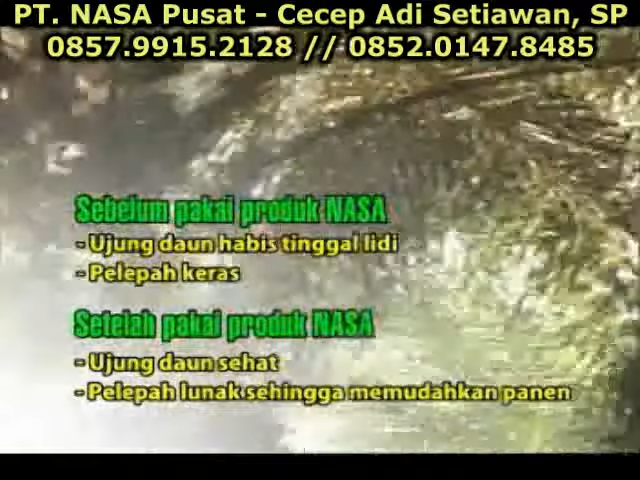 PT. NASA Pusat - Cecep Adi Setiawan, SP
0857.9915.2128 // 0852.0147.8485
Sebelum pakai produk NASA
- Ujung daun habis tinggal lidi
- Pelepah keras
Setelah pakai produk NASA
- Ujung daun sehat
- Pelepah lunak sehingga memudahkan panen